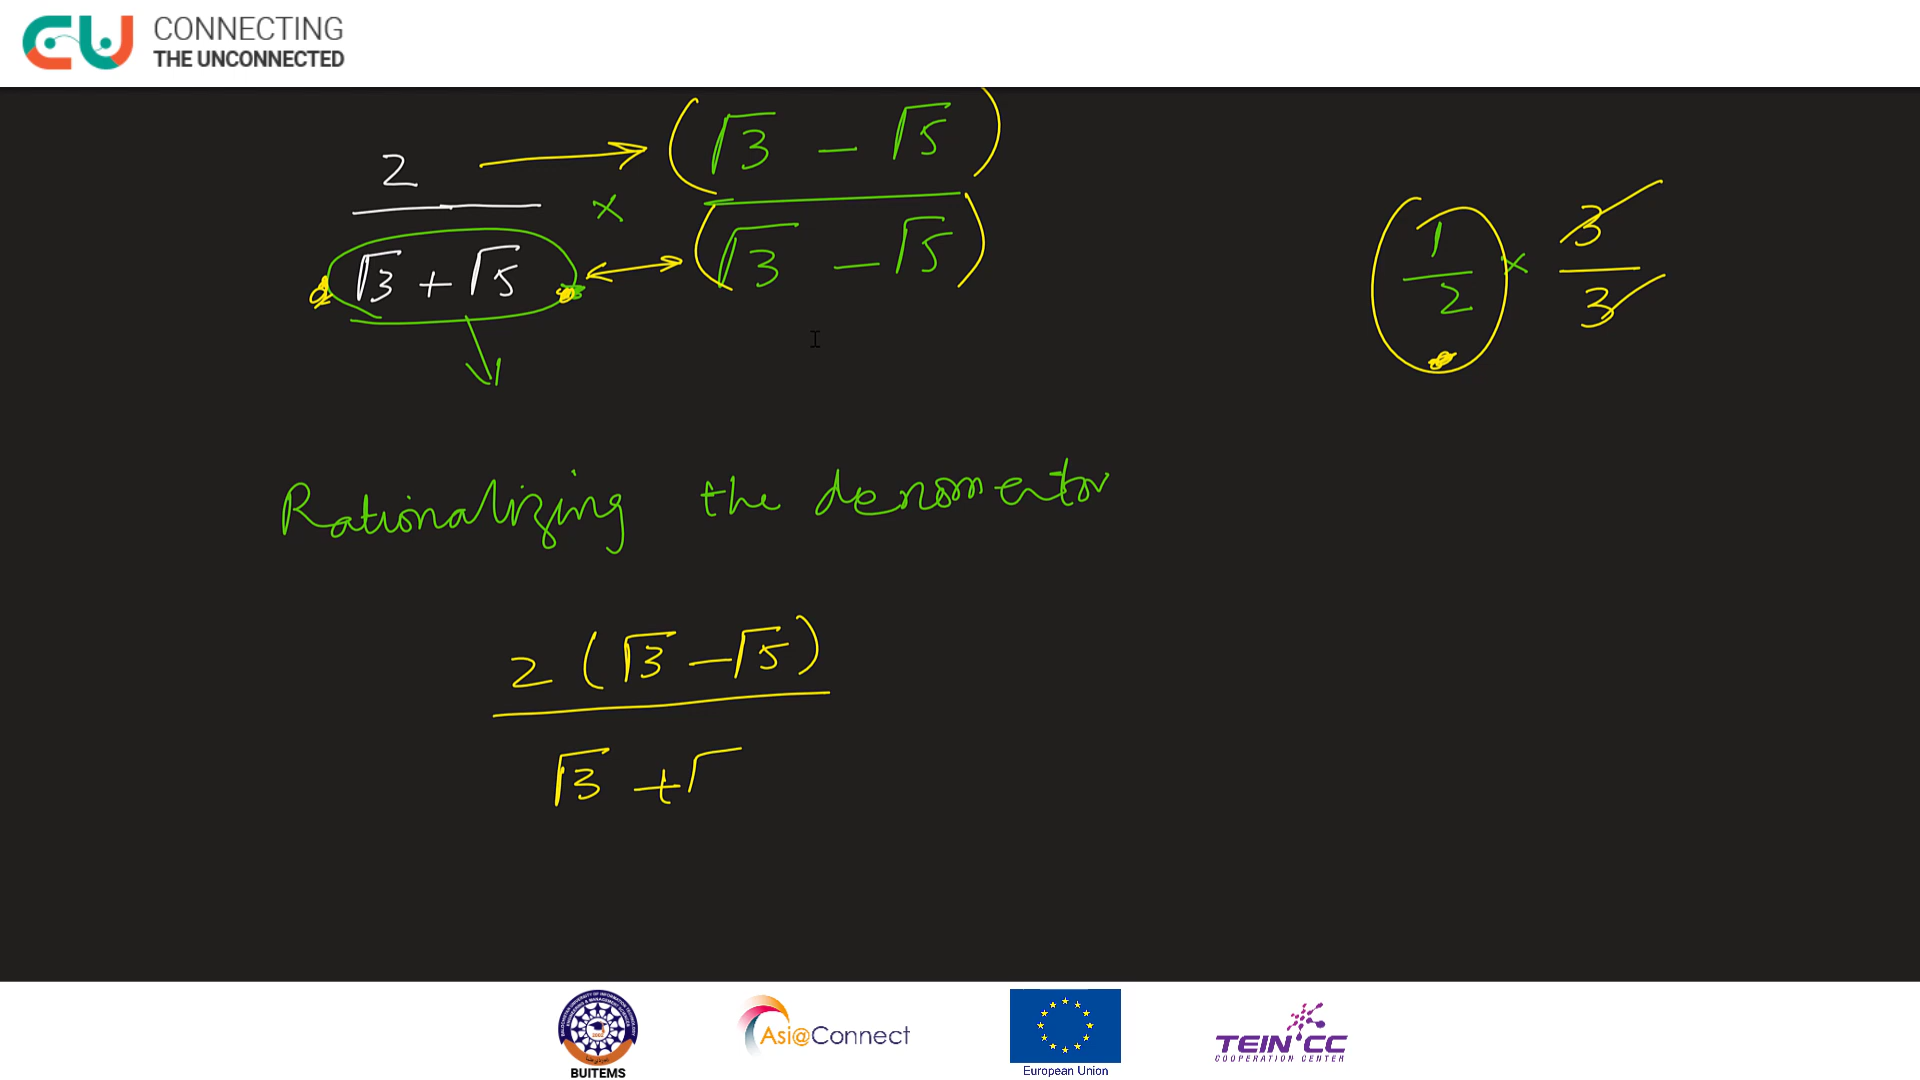 CONNECTING
THE UNCONNECTED
2/(√3 + √5) × (√3 − √5)/(√3 − √5)
1/2 × 3/3
Rationalizing the denomentor
2 (√3 − √5)
√3 + √
BUITEMS
Asi@Connect
European Union
TEIN*CC
COOPERATION CENTER